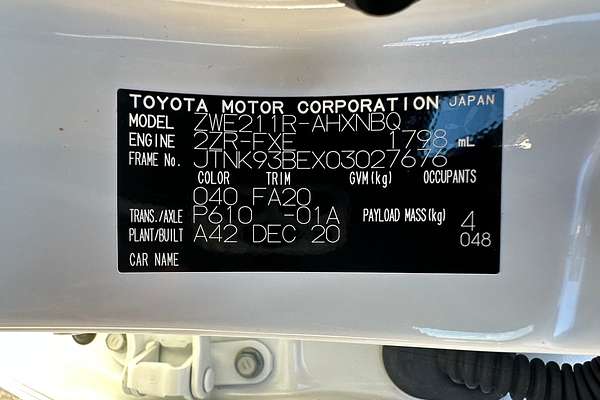 TOYOTA MOTOR CORPORATION JAPAN
MODEL ZWE211R-AHXNBQ
ENGINE 2ZR-FXE 1798 mL
FRAME No. JTNK93BEX03027676
COLOR TRIM GVM(kg) OCCUPANTS
040 FA20
TRANS./AXLE P610 -01A PAYLOAD MASS(kg) 4
PLANT/BUILT A42 DEC 20 048
CAR NAME